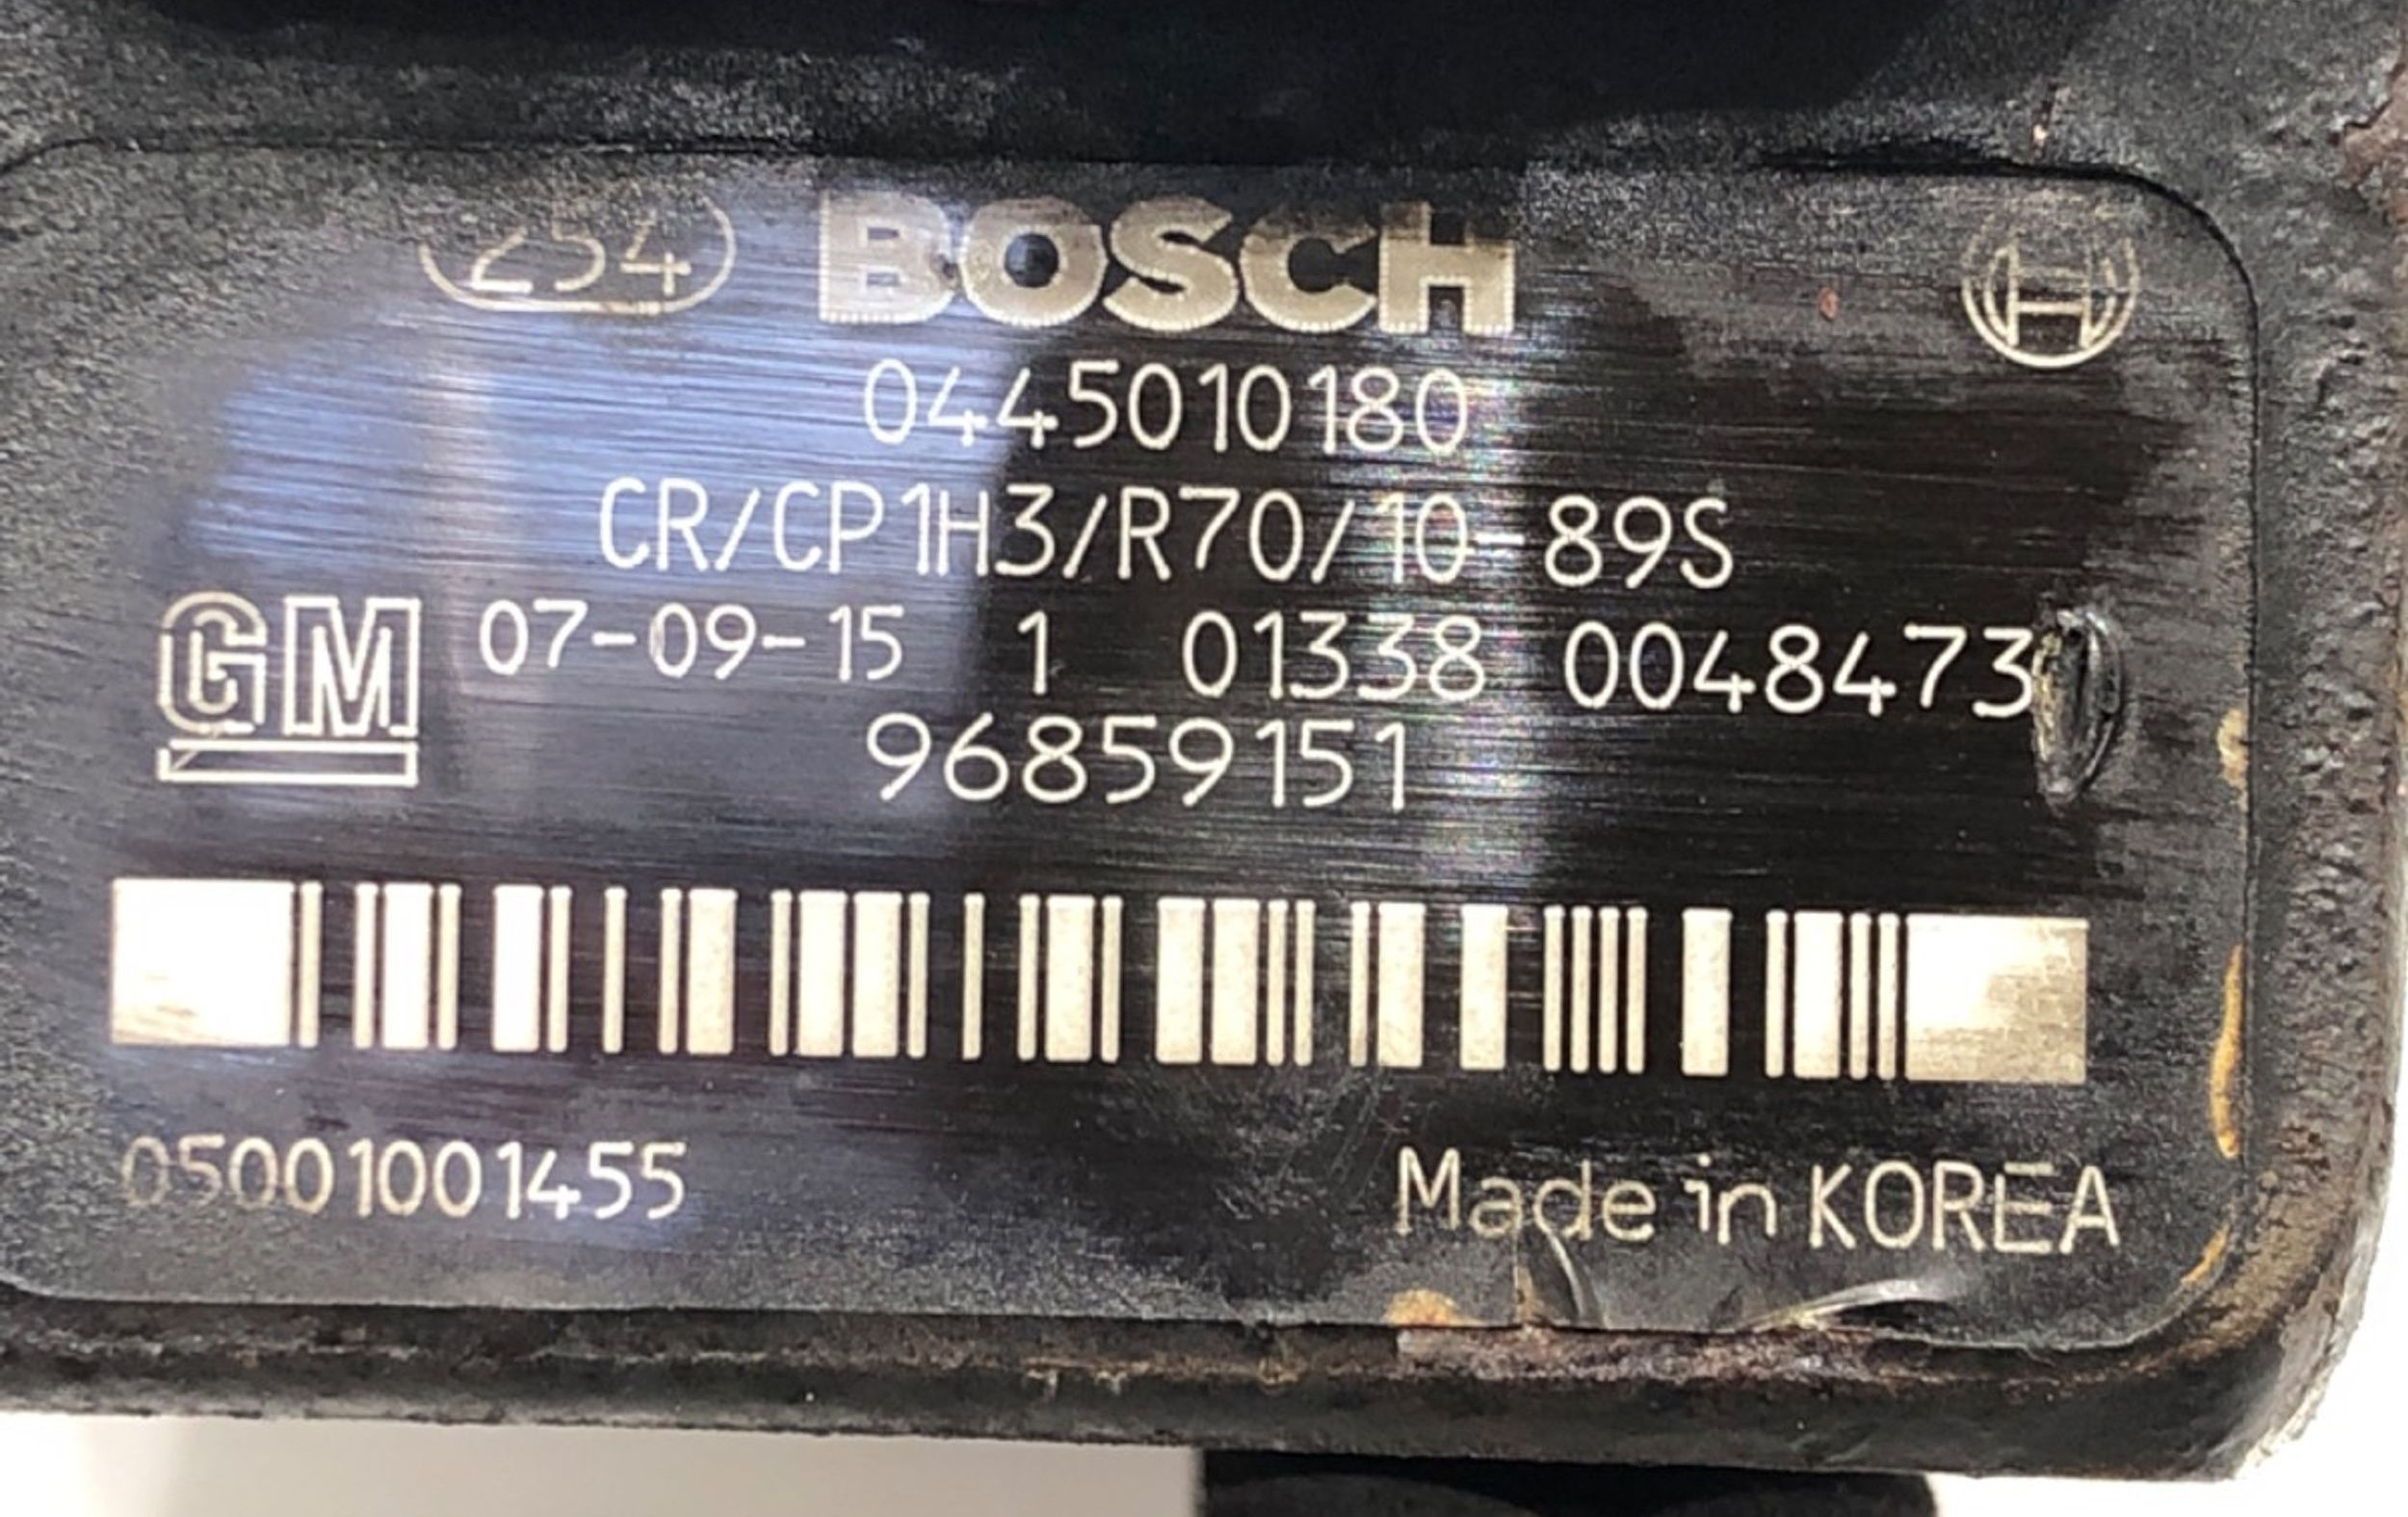 254 BOSCH
0445010180
CR/CP1H3/R70/10-89S
GM 07-09-15 1 01338 0048473
96859151
05001001455 Made in KOREA